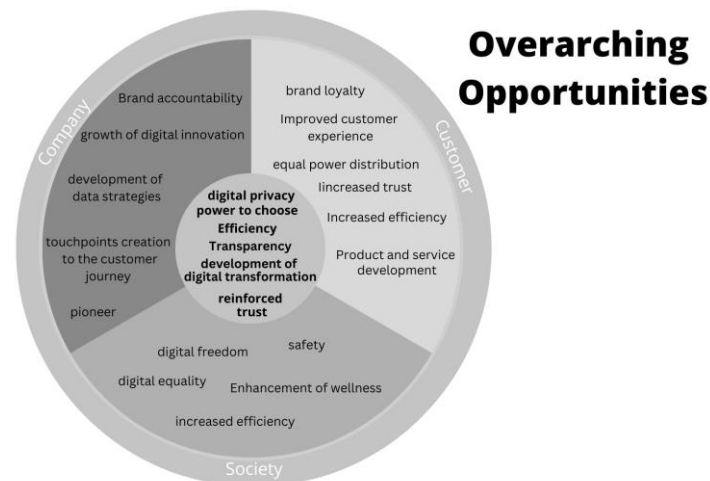 Overarching
Opportunities
Company
Brand accountability
growth of digital innovation
development of
data strategies
touchpoints creation
to the customer
journey
pioneer
Customer
brand loyalty
Improved customer
experience
equal power distribution
Iincreased trust
Increased efficiency
Product and service
development
digital privacy
power to choose
Efficiency
Transparency
development of
digital transformation
reinforced
trust
safety
digital freedom
digital equality
Enhancement of wellness
increased efficiency
Society